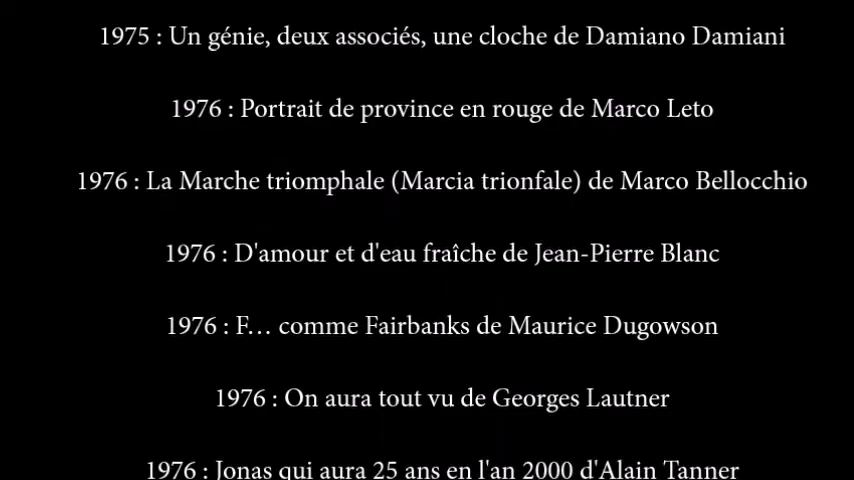 1975 : Un génie, deux associés, une cloche de Damiano Damiani
1976 : Portrait de province en rouge de Marco Leto
1976 : La Marche triomphale (Marcia trionfale) de Marco Bellocchio
1976 : D'amour et d'eau fraîche de Jean-Pierre Blanc
1976 : F… comme Fairbanks de Maurice Dugowson
1976 : On aura tout vu de Georges Lautner
1976 : Jonas qui aura 25 ans en l'an 2000 d'Alain Tanner